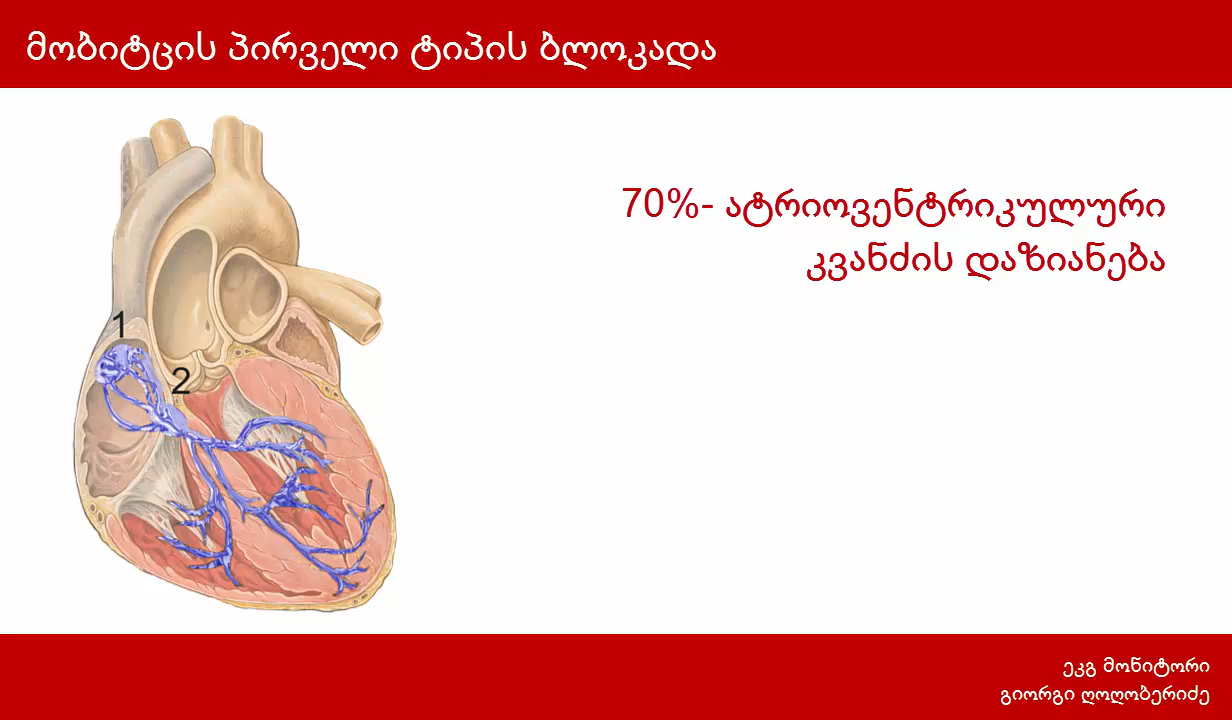 მობიტცის პირველი ტიპის ბლოკადა
70%- ატრიოვენტრიკულური
კვანძის დაზიანება
1
2
ეკგ მონიტორი
გიორგი ღოღობერიძე